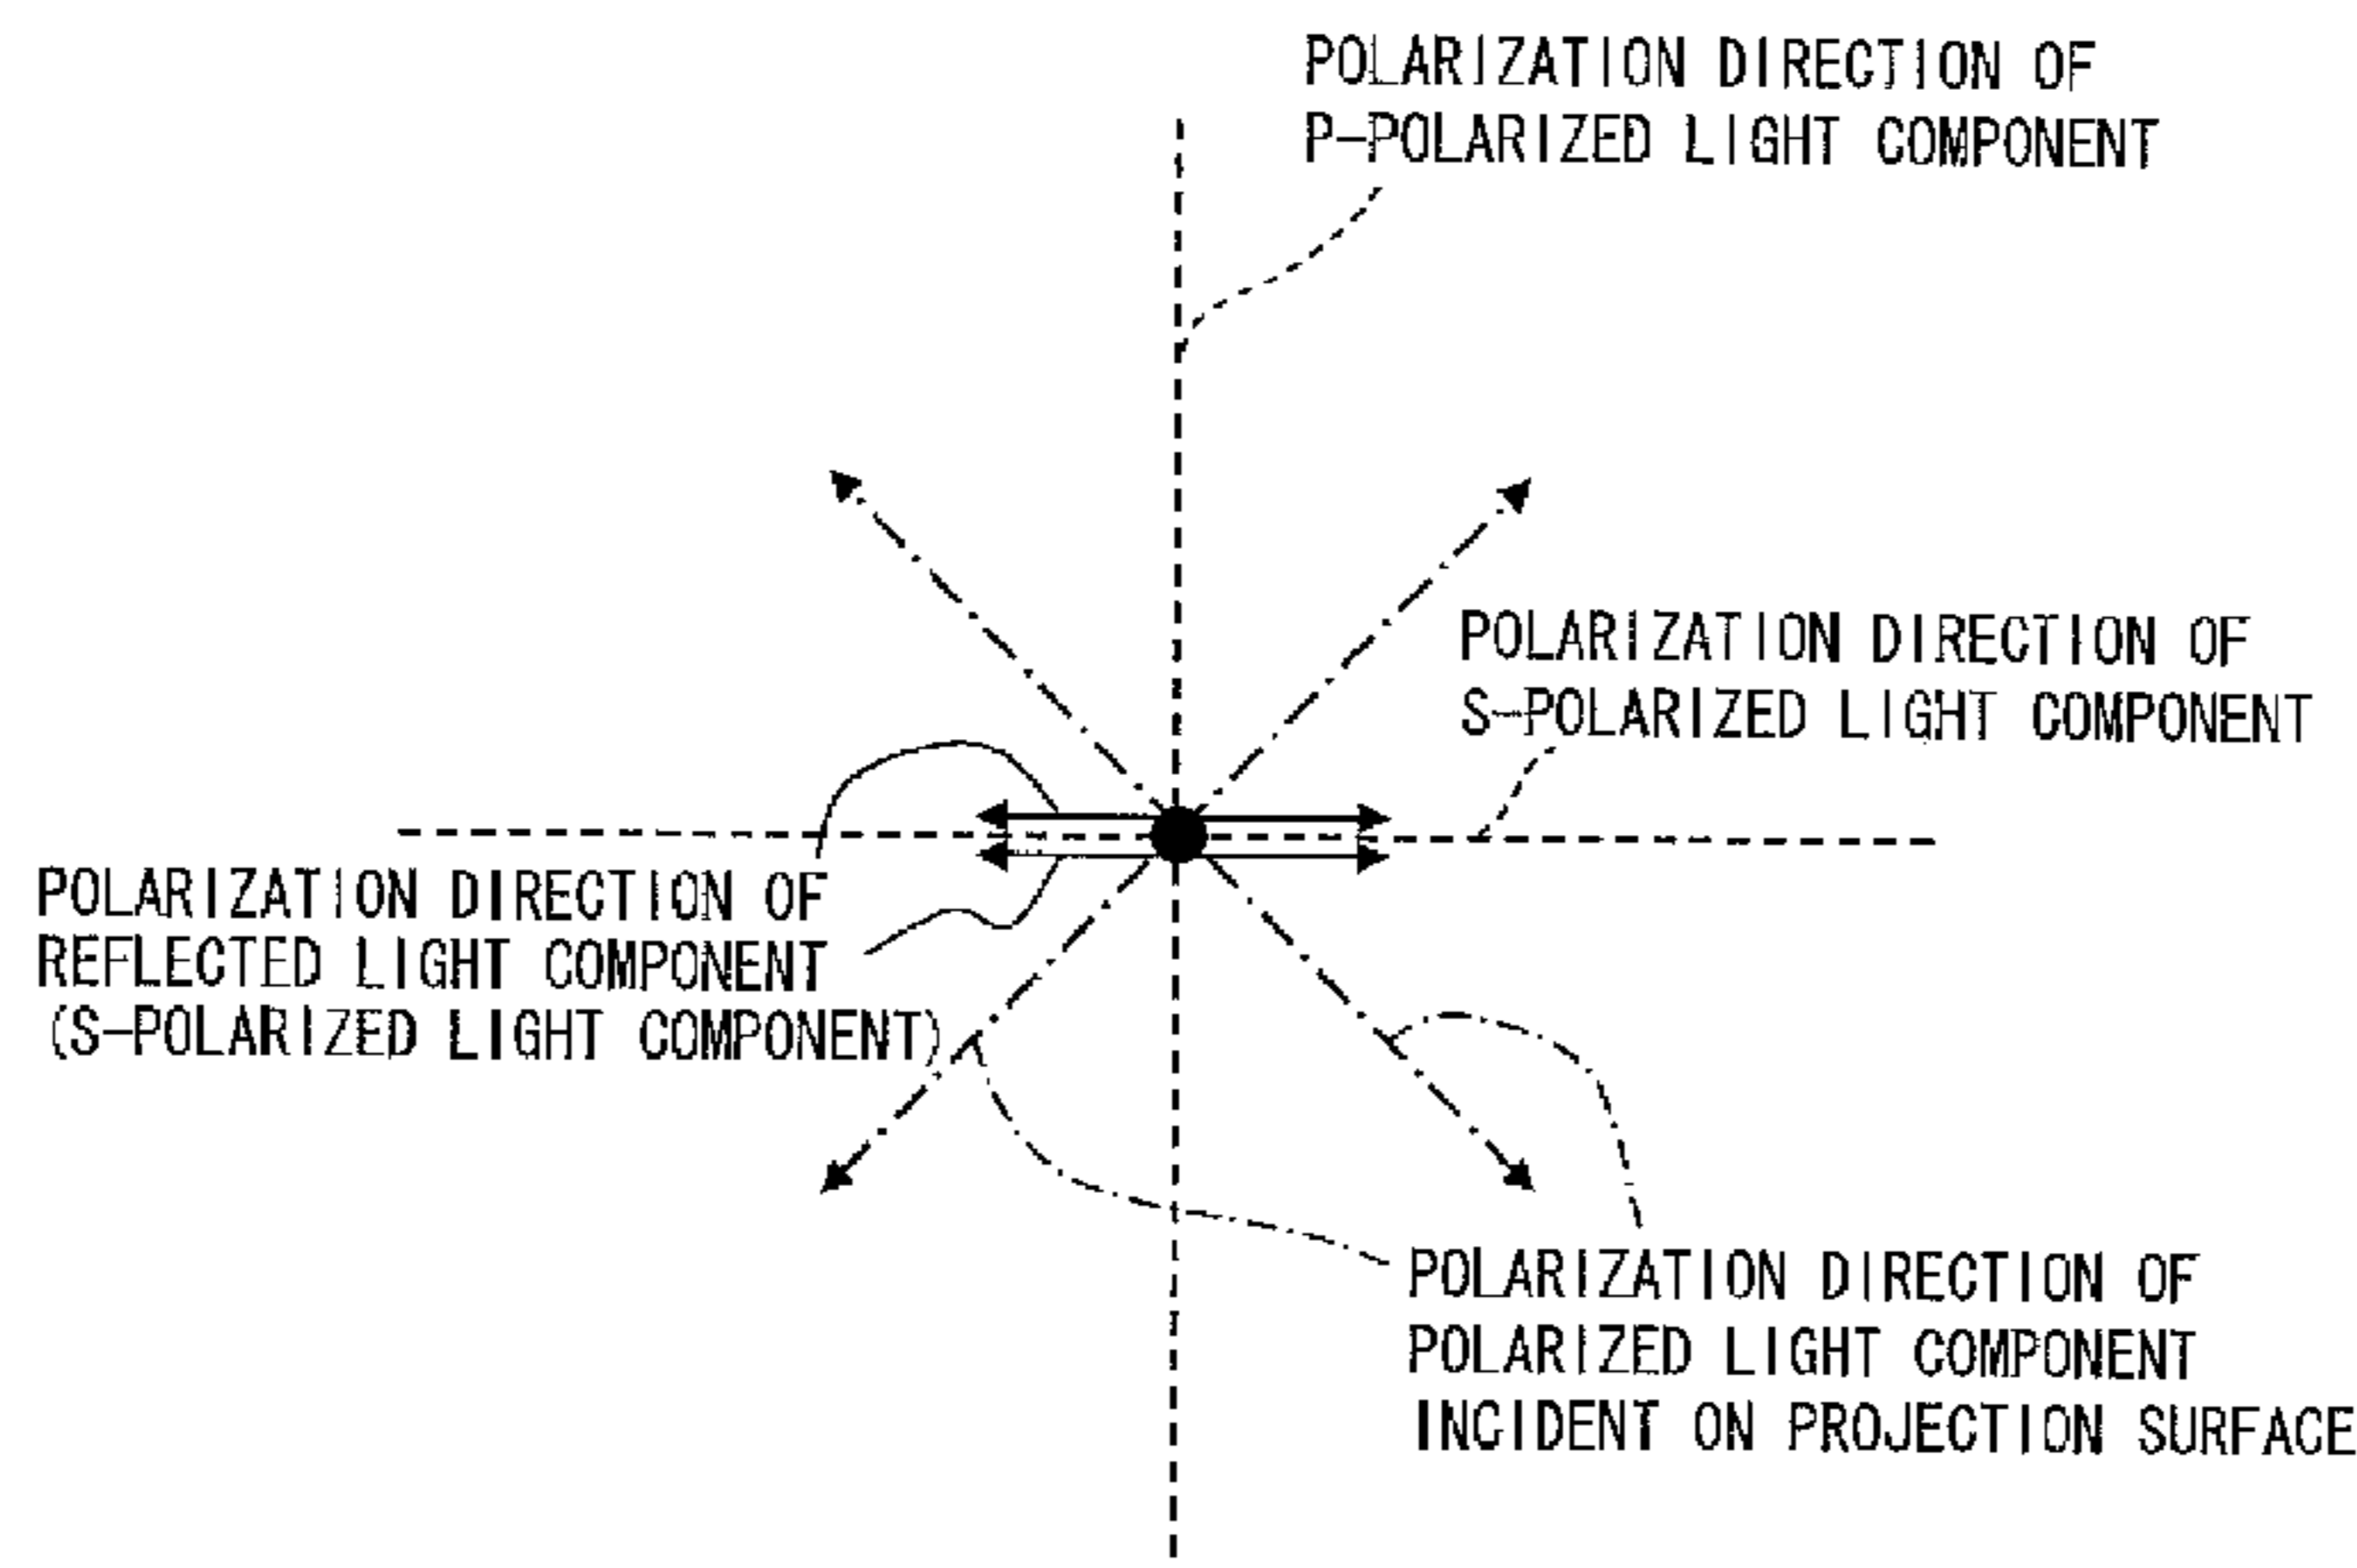 POLARIZATION DIRECTION OF
P-POLARIZED LIGHT COMPONENT
POLARIZATION DIRECTION OF
S-POLARIZED LIGHT COMPONENT
POLARIZATION DIRECTION OF
REFLECTED LIGHT COMPONENT
(S-POLARIZED LIGHT COMPONENT)
POLARIZATION DIRECTION OF
POLARIZED LIGHT COMPONENT
INCIDENT ON PROJECTION SURFACE